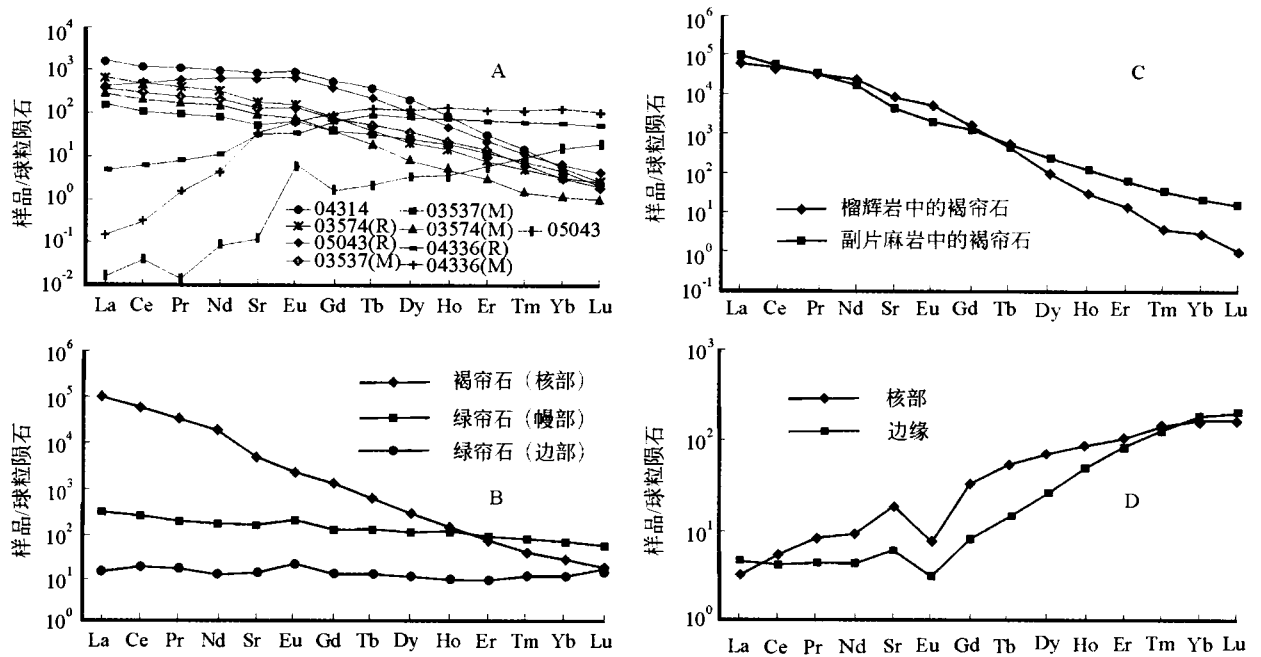 10⁴
10³
10²
10¹
10⁰
10⁻¹
10⁻²
样品/球粒陨石
A
04314
03574(R)
05043(R)
03537(M)
03537(M)
03574(M)
04336(R)
04336(M)
05043
La Ce Pr Nd Sr Eu Gd Tb Dy Ho Er Tm Yb Lu
10⁶
10⁵
10⁴
10³
10²
10¹
10⁰
10⁻¹
样品/球粒陨石
C
榴辉岩中的褐帘石
副片麻岩中的褐帘石
La Ce Pr Nd Sr Eu Gd Tb Dy Ho Er Tm Yb Lu
10⁶
10⁵
10⁴
10³
10²
10¹
10⁰
样品/球粒陨石
褐帘石（核部）
绿帘石（幔部）
绿帘石（边部）
B
La Ce Pr Nd Sr Eu Gd Tb Dy Ho Er Tm Yb Lu
10³
10²
10¹
10⁰
样品/球粒陨石
核部
边缘
D
La Ce Pr Nd Sr Eu Gd Tb Dy Ho Er Tm Yb Lu